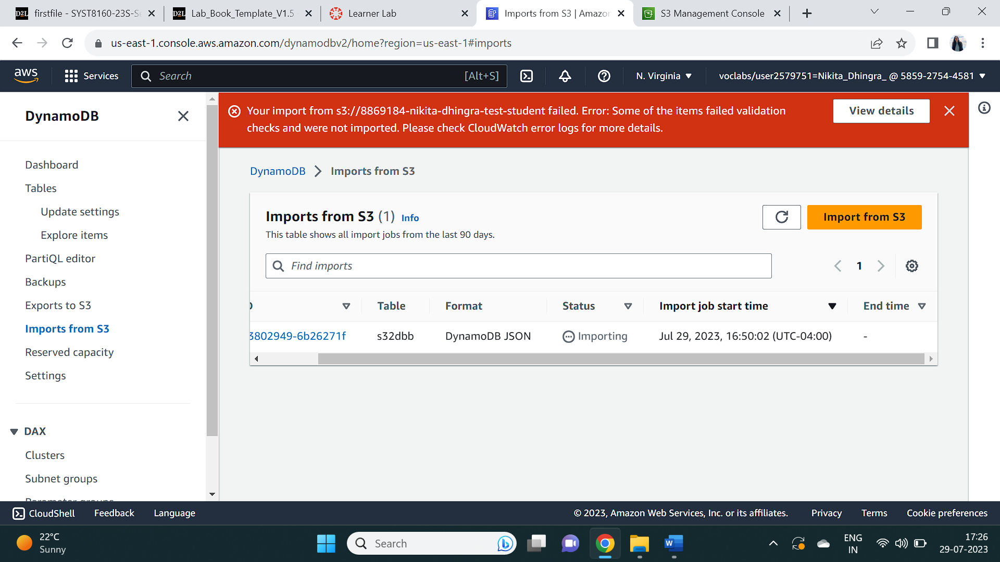 firstfile - SYST8160-23S-Se
Lab_Book_Template_V1.5
Learner Lab
Imports from S3 | Amazon
S3 Management Console
us-east-1.console.aws.amazon.com/dynamodbv2/home?region=us-east-1#imports
aws
Services
Search
[Alt+S]
N. Virginia
voclabs/user2579751=Nikita_Dhingra_ @ 5859-2754-4581
DynamoDB
Dashboard
Tables
Update settings
Explore items
PartiQL editor
Backups
Exports to S3
Imports from S3
Reserved capacity
Settings
DAX
Clusters
Subnet groups
Parameter groups
Your import from s3://8869184-nikita-dhingra-test-student failed. Error: Some of the items failed validation
checks and were not imported. Please check CloudWatch error logs for more details.
View details
DynamoDB
Imports from S3
Imports from S3 (1) Info
This table shows all import jobs from the last 90 days.
Import from S3
Find imports
1
Table Format Status Import job start time End time
3802949-6b26271f s32dbb DynamoDB JSON Importing Jul 29, 2023, 16:50:02 (UTC-04:00) -
CloudShell
Feedback
Language
© 2023, Amazon Web Services, Inc. or its affiliates.
Privacy
Terms
Cookie preferences
22°C
Sunny
Search
ENG
IN
17:26
29-07-2023